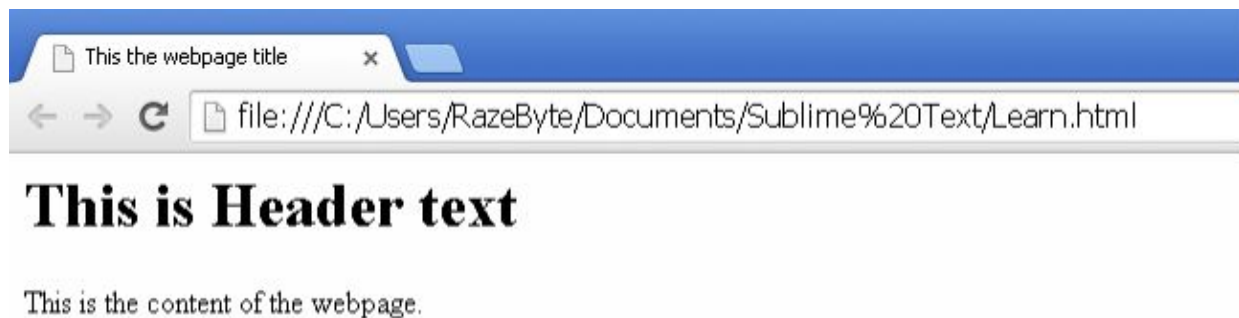 This the webpage title
file:///C:/Users/RazeByte/Documents/Sublime%20Text/Learn.html
This is Header text
This is the content of the webpage.